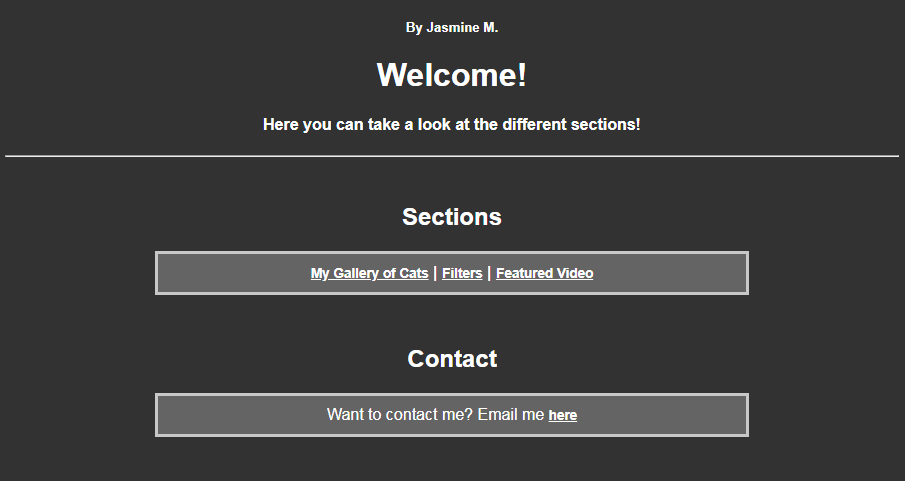 By Jasmine M.
Welcome!
Here you can take a look at the different sections!
Sections
My Gallery of Cats | Filters | Featured Video
Contact
Want to contact me? Email me here